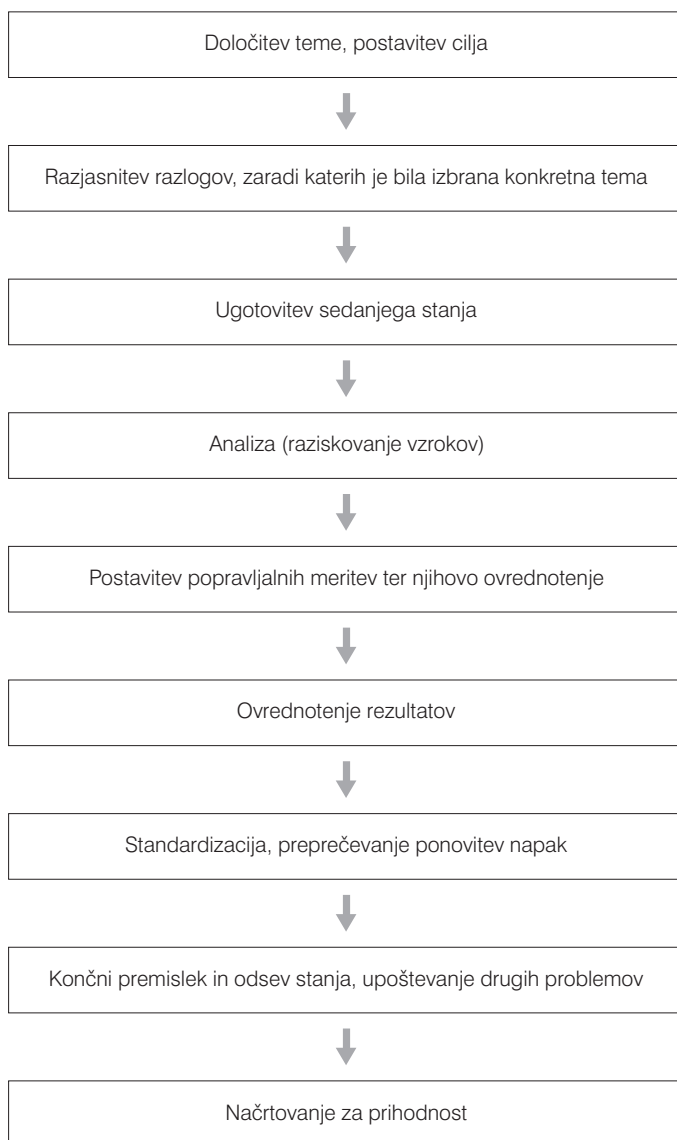 Določitev teme, postavitev cilja
Razjasnitev razlogov, zaradi katerih je bila izbrana konkretna tema
Ugotovitev sedanjega stanja
Analiza (raziskovanje vzrokov)
Postavitev popravljalnih meritev ter njihovo ovrednotenje
Ovrednotenje rezultatov
Standardizacija, preprečevanje ponovitev napak
Končni premislek in odsev stanja, upoštevanje drugih problemov
Načrtovanje za prihodnost